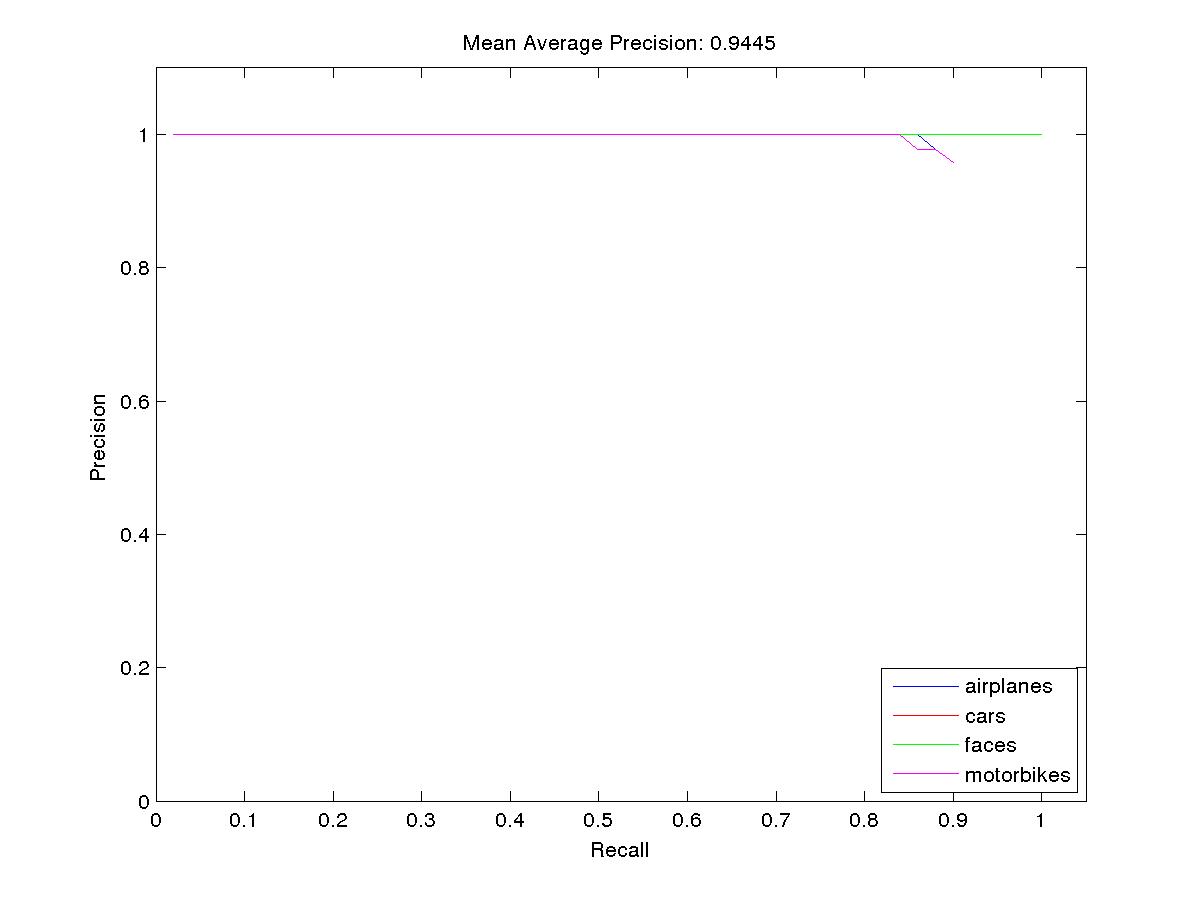 Mean Average Precision: 0.9445
1
0.8
0.6
0.4
0.2
0
Precision
0 0.1 0.2 0.3 0.4 0.5 0.6 0.7 0.8 0.9 1
Recall
airplanes
cars
faces
motorbikes